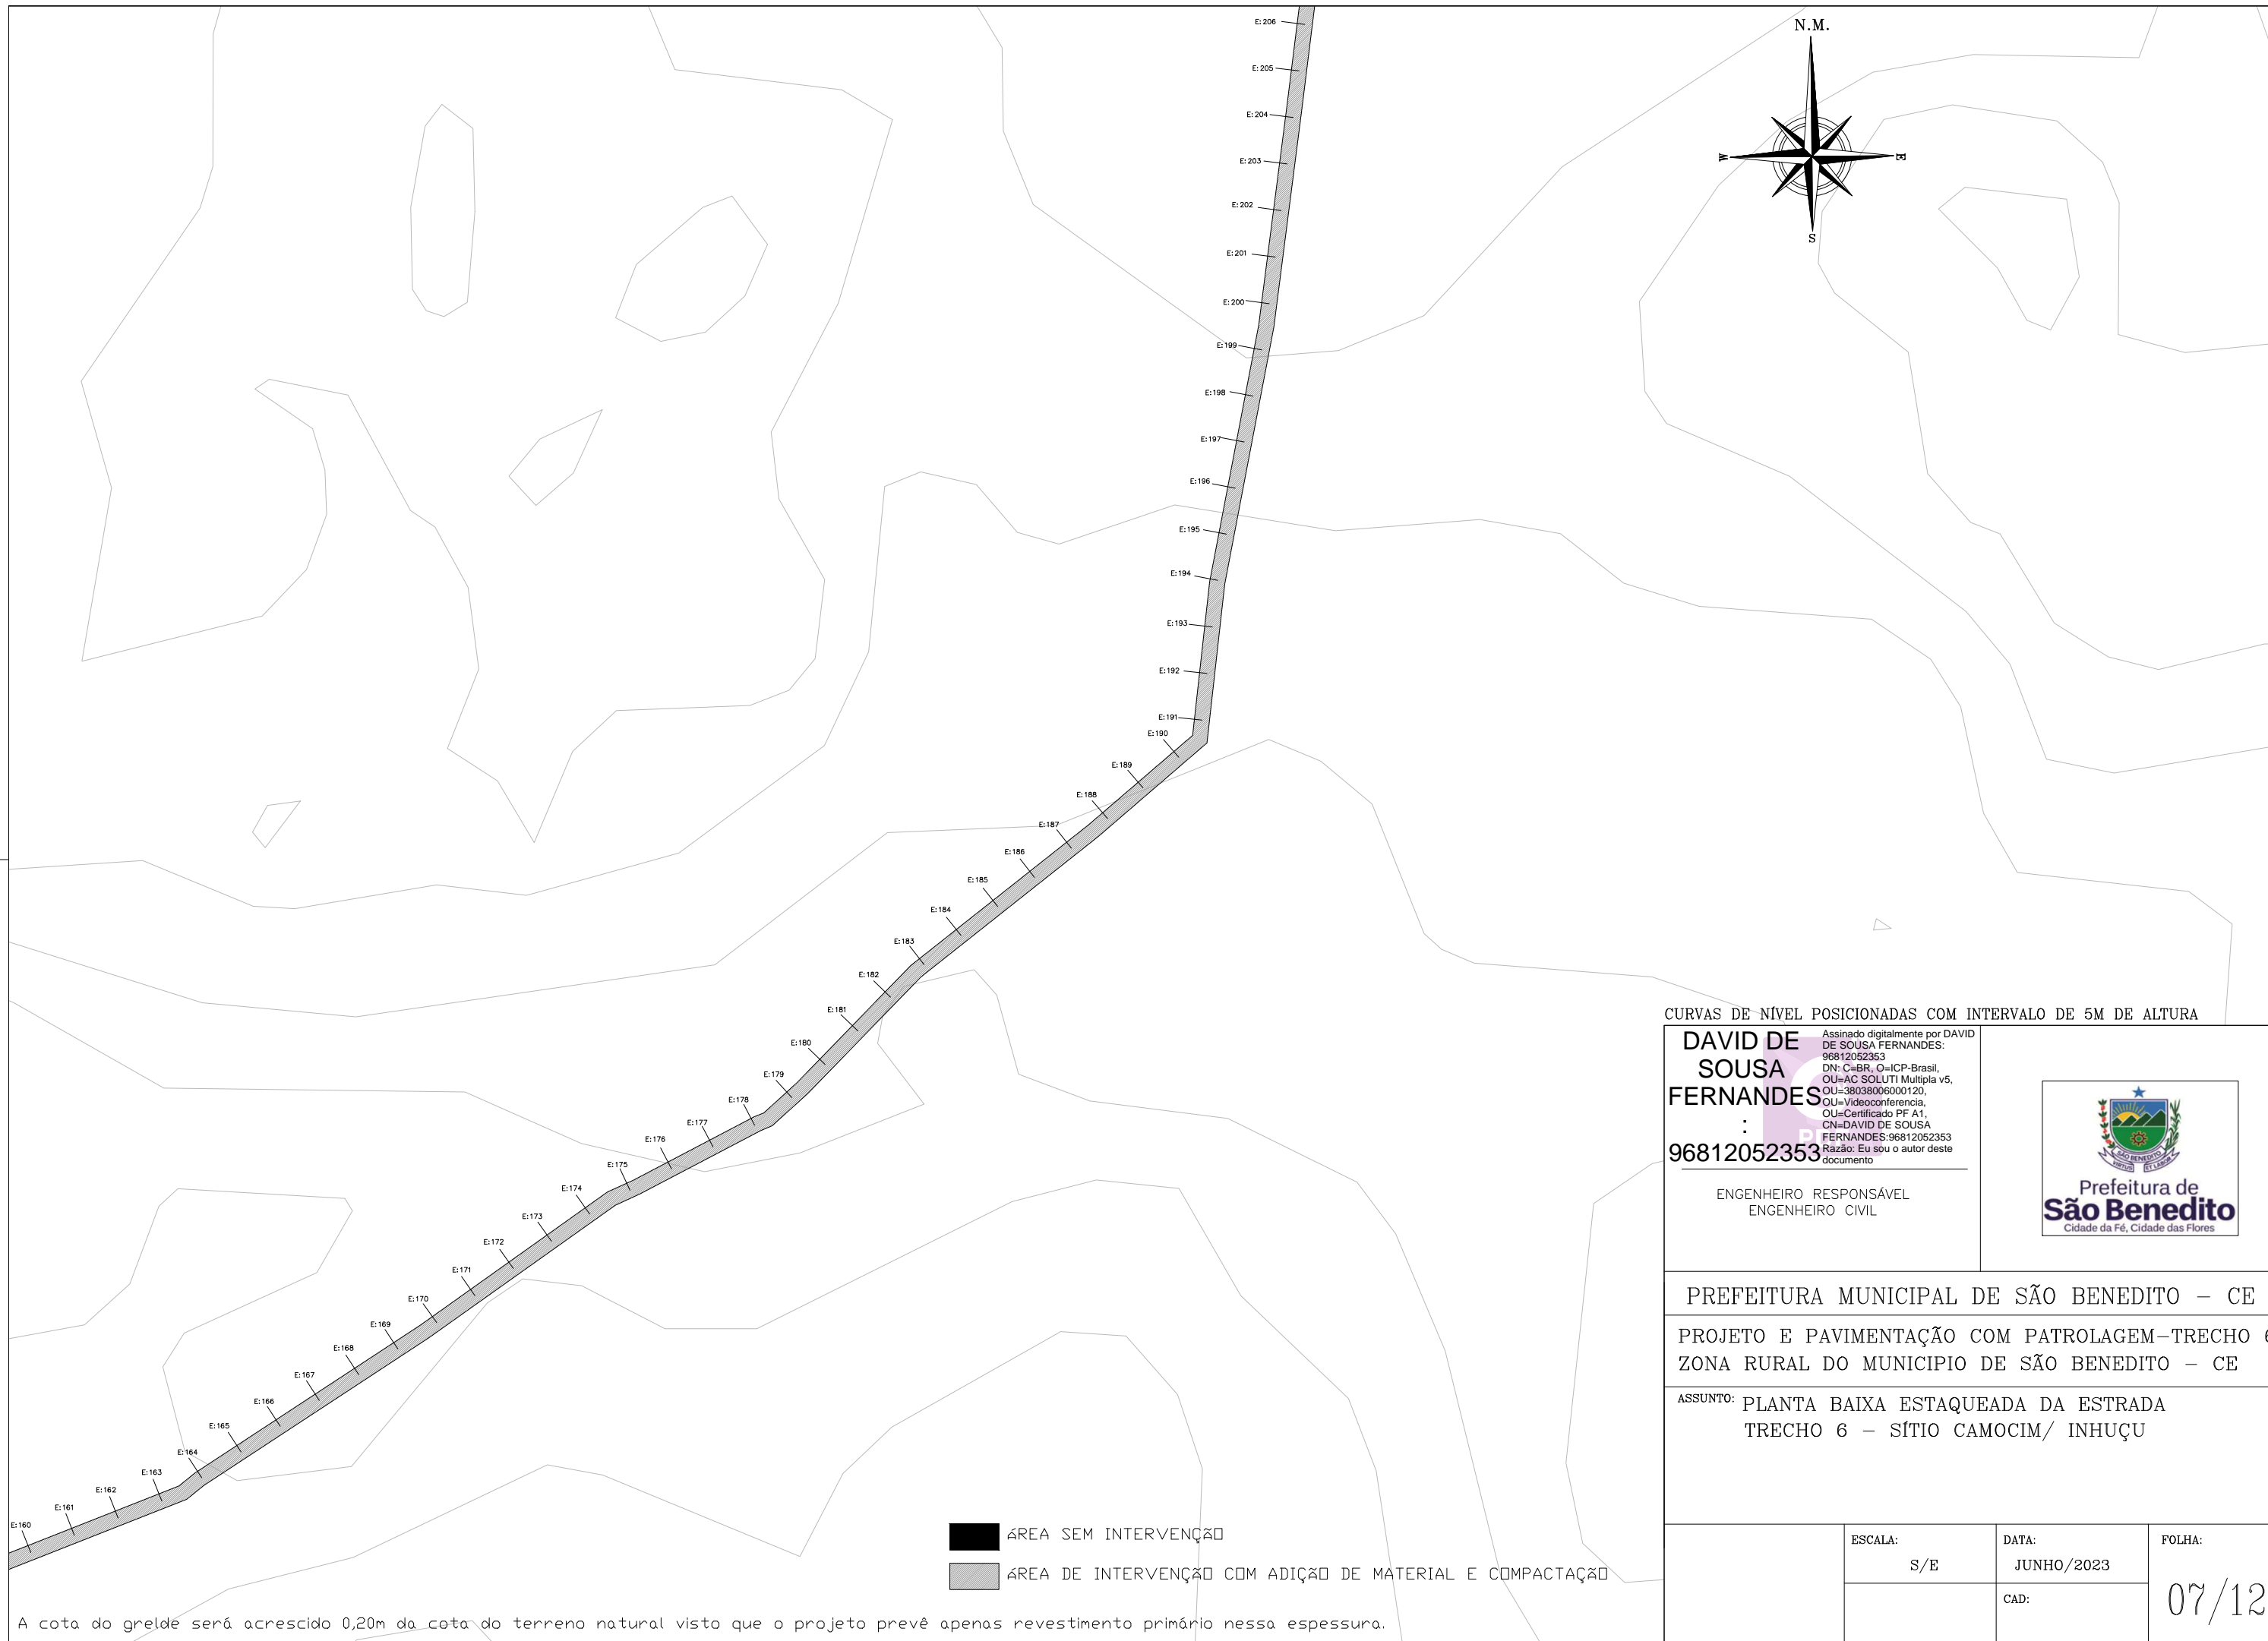 E:206
E:205
E:204
E:203
E:202
E:201
E:200
E:199
E:198
E:197
E:196
E:195
E:194
E:193
E:192
E:191
E:190
E:189
E:188
E:187
E:186
E:185
E:184
E:183
E:182
E:181
E:180
E:179
E:178
E:177
E:176
E:175
E:174
E:173
E:172
E:171
E:170
E:169
E:168
E:167
E:166
E:165
E:164
E:163
E:162
E:161
E:160
N.M.
W
E
S
CURVAS DE NÍVEL POSICIONADAS COM INTERVALO DE 5M DE ALTURA
DAVID DE
SOUSA
FERNANDES
:
96812052353
Assinado digitalmente por DAVID
DE SOUSA FERNANDES:
96812052353
DN: C=BR, O=ICP-Brasil,
OU=AC SOLUTI Multipla v5,
OU=38038006000120,
OU=Videoconferencia,
OU=Certificado PF A1,
CN=DAVID DE SOUSA
FERNANDES:96812052353
Razão: Eu sou o autor deste
documento
ENGENHEIRO RESPONSÁVEL
ENGENHEIRO CIVIL
SÃO BENEDITO
VIRTUS ET LABOR
Prefeitura de
São Benedito
Cidade da Fé, Cidade das Flores
PREFEITURA MUNICIPAL DE SÃO BENEDITO – CE
PROJETO E PAVIMENTAÇÃO COM PATROLAGEM–TRECHO 6
ZONA RURAL DO MUNICIPIO DE SÃO BENEDITO – CE
ASSUNTO: PLANTA BAIXA ESTAQUEADA DA ESTRADA
TRECHO 6 – SÍTIO CAMOCIM/ INHUÇU
ESCALA:
S/E
DATA:
JUNHO/2023
CAD:
FOLHA:
07/12
áREA SEM INTERVENÇãO
áREA DE INTERVENÇãO COM ADIÇãO DE MATERIAL E COMPACTAÇãO
A cota do grelde será acrescido 0,20m da cota do terreno natural visto que o projeto prevê apenas revestimento primário nessa espessura.